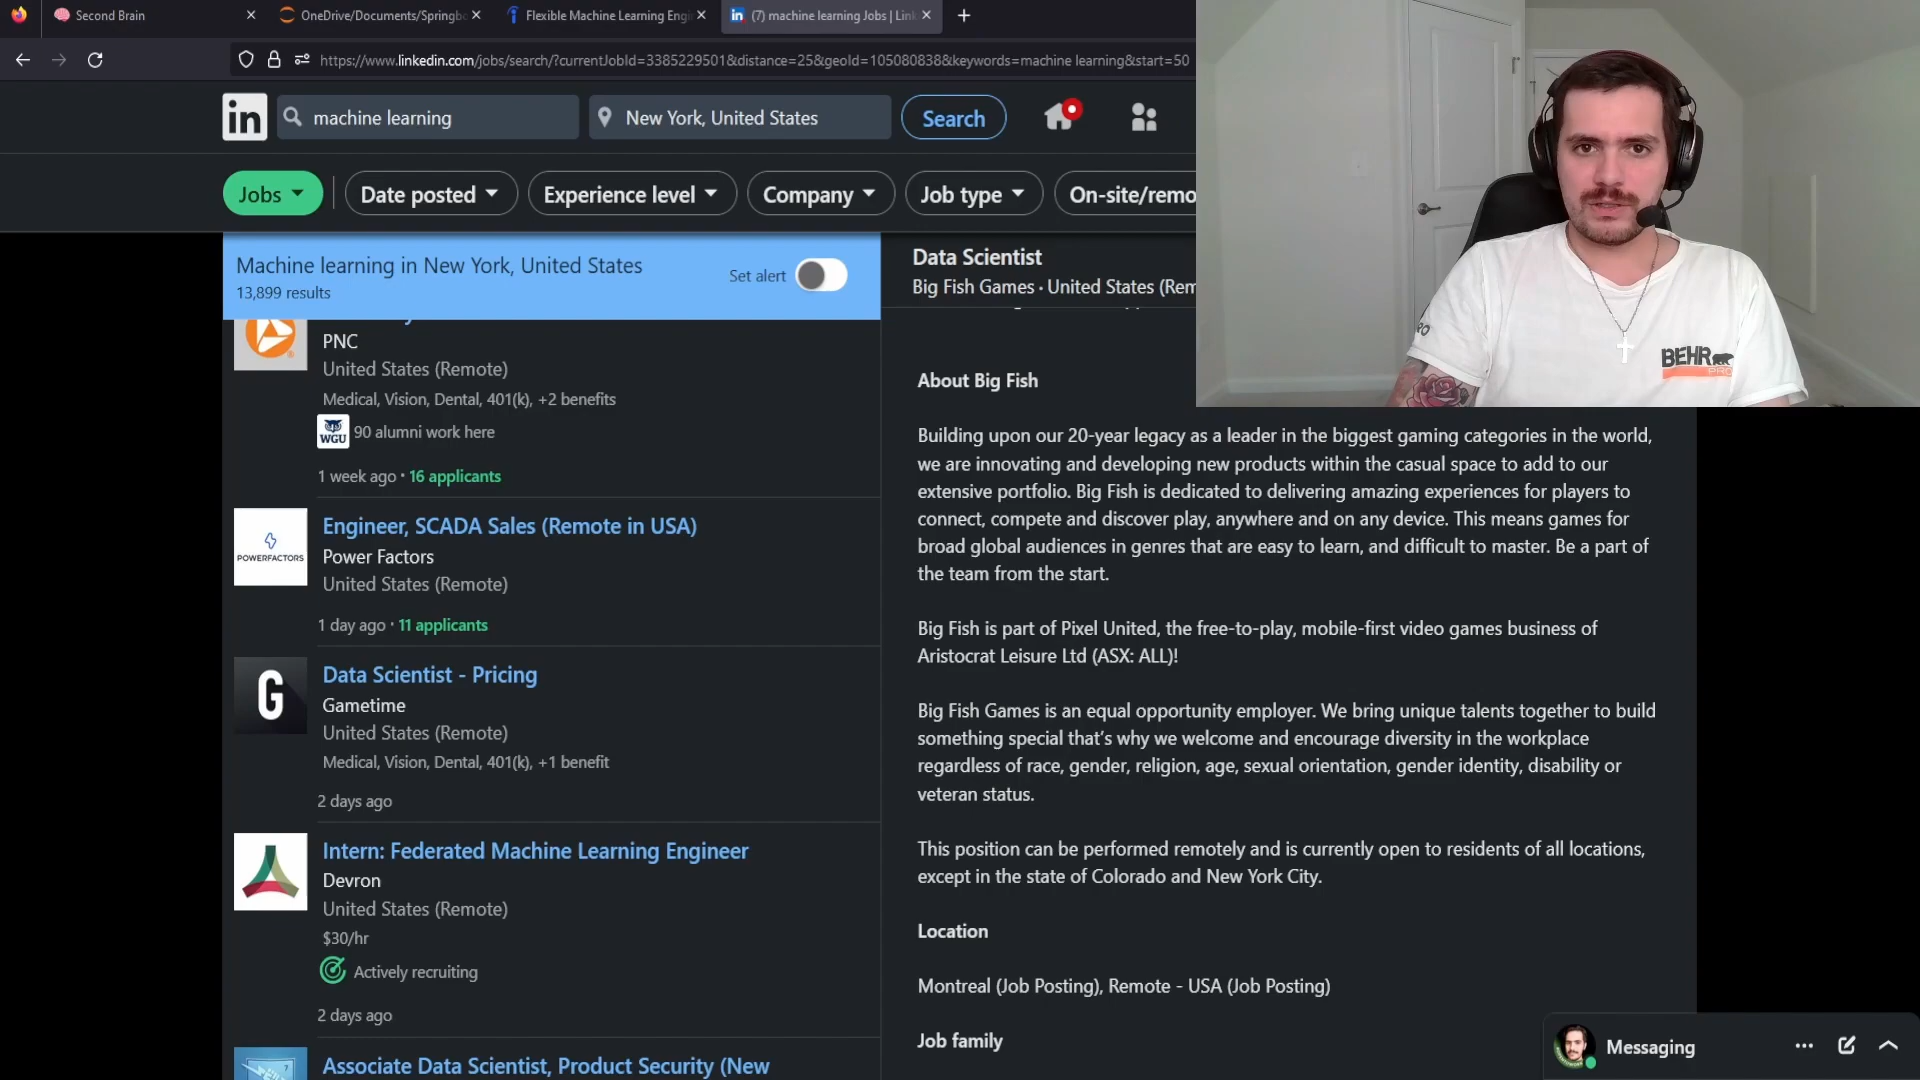 Second Brain
OneDrive/Documents/Springbo
Flexible Machine Learning Engi
(7) machine learning Jobs | Link
https://www.linkedin.com/jobs/search/?currentJobId=3385229501&distance=25&geoId=105080838&keywords=machine learning&start=50
in
machine learning
New York, United States
Search
Jobs
Date posted
Experience level
Company
Job type
On-site/remo
Machine learning in New York, United States
13,899 results
Set alert
PNC
United States (Remote)
Medical, Vision, Dental, 401(k), +2 benefits
WGU
90 alumni work here
1 week ago · 16 applicants
POWERFACTORS
Engineer, SCADA Sales (Remote in USA)
Power Factors
United States (Remote)
1 day ago · 11 applicants
G
Data Scientist - Pricing
Gametime
United States (Remote)
Medical, Vision, Dental, 401(k), +1 benefit
2 days ago
Intern: Federated Machine Learning Engineer
Devron
United States (Remote)
$30/hr
Actively recruiting
2 days ago
Associate Data Scientist, Product Security (New
Data Scientist
Big Fish Games · United States (Rem
About Big Fish
Building upon our 20-year legacy as a leader in the biggest gaming categories in the world,
we are innovating and developing new products within the casual space to add to our
extensive portfolio. Big Fish is dedicated to delivering amazing experiences for players to
connect, compete and discover play, anywhere and on any device. This means games for
broad global audiences in genres that are easy to learn, and difficult to master. Be a part of
the team from the start.
Big Fish is part of Pixel United, the free-to-play, mobile-first video games business of
Aristocrat Leisure Ltd (ASX: ALL)!
Big Fish Games is an equal opportunity employer. We bring unique talents together to build
something special that’s why we welcome and encourage diversity in the workplace
regardless of race, gender, religion, age, sexual orientation, gender identity, disability or
veteran status.
This position can be performed remotely and is currently open to residents of all locations,
except in the state of Colorado and New York City.
Location
Montreal (Job Posting), Remote - USA (Job Posting)
Job family
Messaging
BEHR
PRO